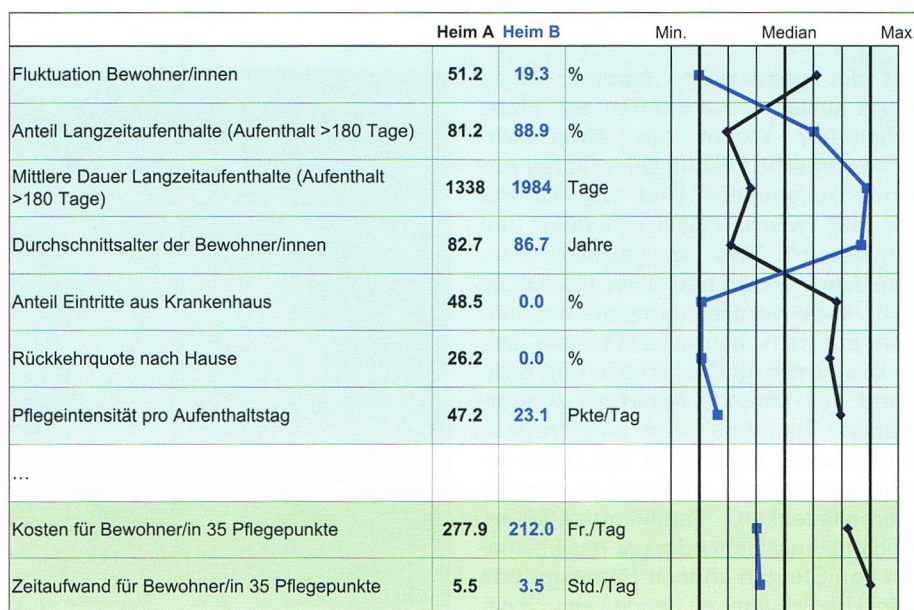 Heim A Heim B Min. Median Max.
Fluktuation Bewohner/innen 51.2 19.3 %
Anteil Langzeitaufenthalte (Aufenthalt >180 Tage) 81.2 88.9 %
Mittlere Dauer Langzeitaufenthalte (Aufenthalt
>180 Tage) 1338 1984 Tage
Durchschnittsalter der Bewohner/innen 82.7 86.7 Jahre
Anteil Eintritte aus Krankenhaus 48.5 0.0 %
Rückkehrquote nach Hause 26.2 0.0 %
Pflegeintensität pro Aufenthaltstag 47.2 23.1 Pkte/Tag
...
Kosten für Bewohner/in 35 Pflegepunkte 277.9 212.0 Fr./Tag
Zeitaufwand für Bewohner/in 35 Pflegepunkte 5.5 3.5 Std./Tag